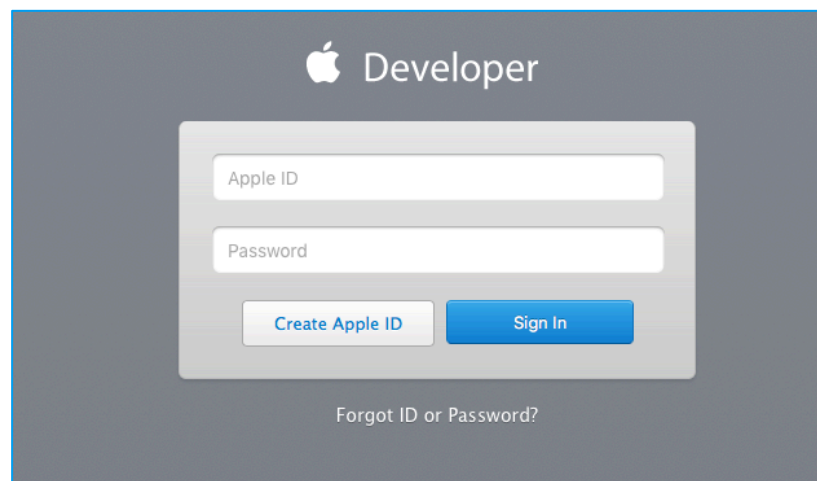 Developer
Apple ID
Password
Create Apple ID Sign In
Forgot ID or Password?